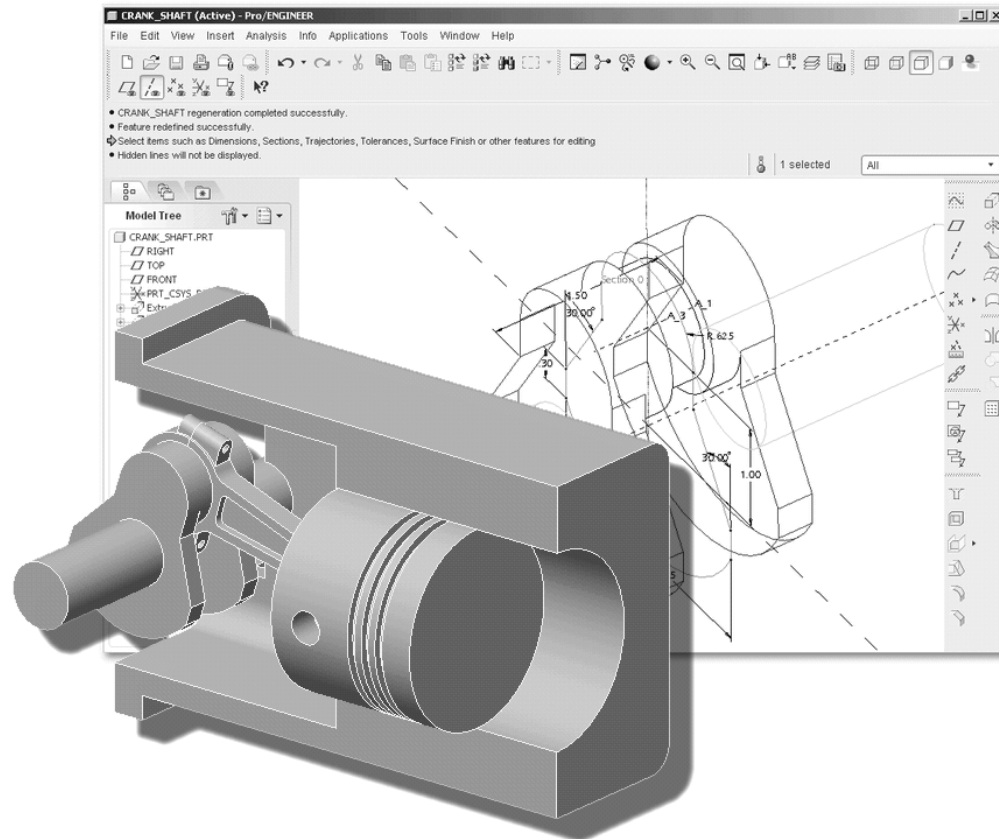 CRANK_SHAFT (Active) - Pro/ENGINEER
File Edit View Insert Analysis Info Applications Tools Window Help
CRANK_SHAFT regeneration completed successfully.
Feature redefined successfully.
Select items such as Dimensions, Sections, Trajectories, Tolerances, Surface Finish or other features for editing
Hidden lines will not be displayed.
1 selected
All
Model Tree
CRANK_SHAFT.PRT
RIGHT
TOP
FRONT
Section 0
1.50
30.00°
A_1
A_3
R.625
.30
30.00°
1.00